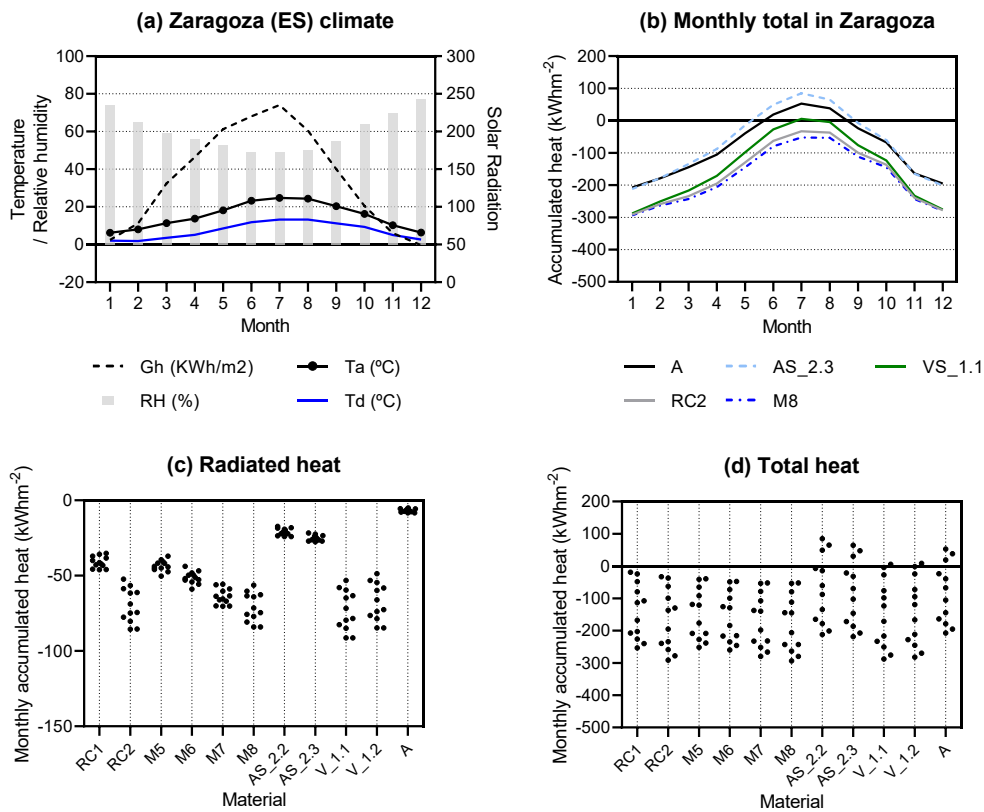 (a) Zaragoza (ES) climate
Temperature
/ Relative humidity
100
80
60
40
20
0
-20
300
250
200
150
100
50
0
Solar Radiation
1 2 3 4 5 6 7 8 9 10 11 12
Month
Gh (KWh/m2)
Ta (ºC)
RH (%)
Td (ºC)
(b) Monthly total in Zaragoza
Accumulated heat (kWhm-2)
200
100
0
-100
-200
-300
-400
-500
1 2 3 4 5 6 7 8 9 10 11 12
Month
A
AS_2.3
VS_1.1
RC2
M8
(c) Radiated heat
Monthly accumulated heat (kWhm-2)
0
-50
-100
-150
RC1 RC2 M5 M6 M7 M8 AS_2.2 AS_2.3 V_1.1 V_1.2 A
Material
(d) Total heat
Monthly accumulated heat (kWhm-2)
200
100
0
-100
-200
-300
-400
-500
RC1 RC2 M5 M6 M7 M8 AS_2.2 AS_2.3 V_1.1 V_1.2 A
Material